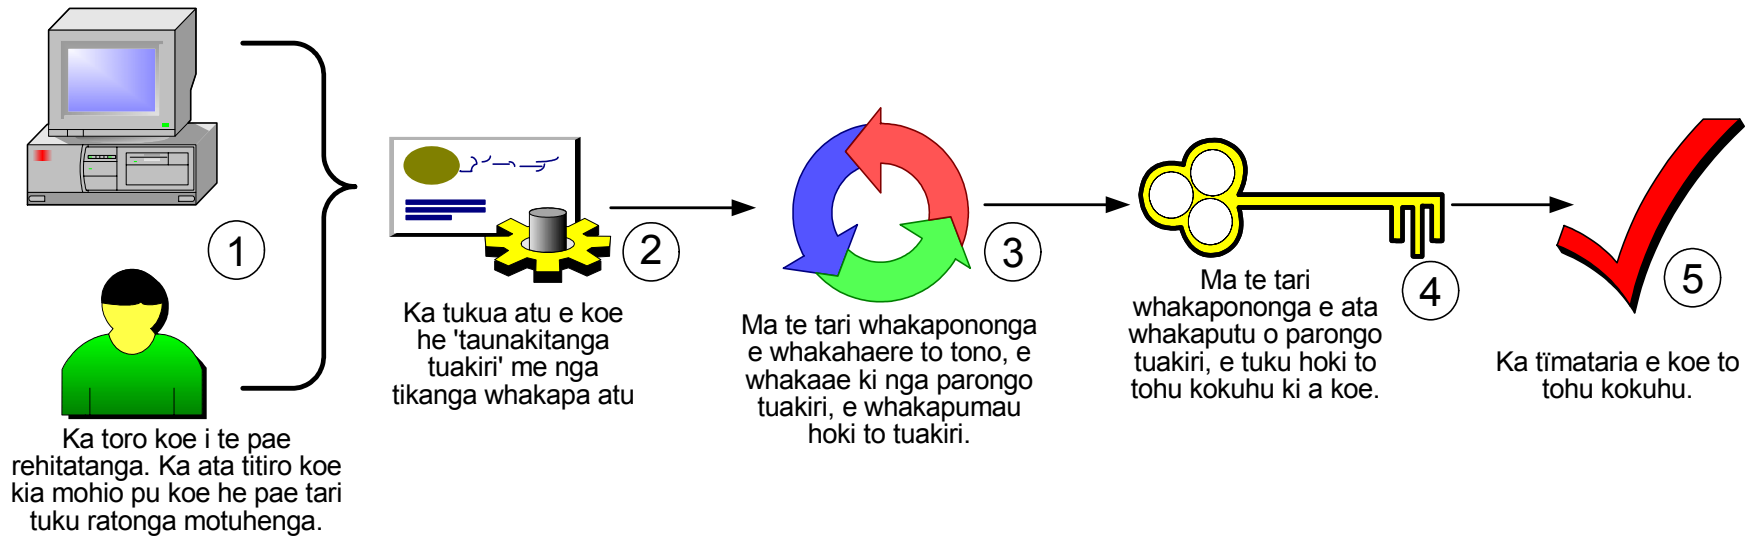 1
Ka toro koe i te pae
rehitatanga. Ka ata titiro koe
kia mohio pu koe he pae tari
tuku ratonga motuhenga.
2
Ka tukua atu e koe
he 'taunakitanga
tuakiri' me nga
tikanga whakapa atu
3
Ma te tari whakapononga
e whakahaere to tono, e
whakaae ki nga parongo
tuakiri, e whakapumau
hoki to tuakiri.
4
Ma te tari
whakapononga e ata
whakaputu o parongo
tuakiri, e tuku hoki to
tohu kokuhu ki a koe.
5
Ka tïmataria e koe to
tohu kokuhu.